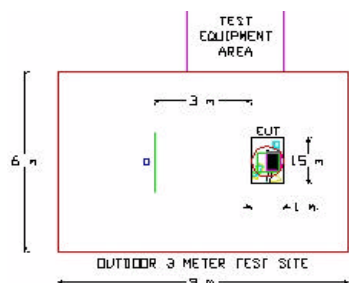 TEST
EQUIPMENT
AREA
3 m
EUT
6 m
1.5 m
1 m
OUTDOOR 3 METER TEST SITE
9 m